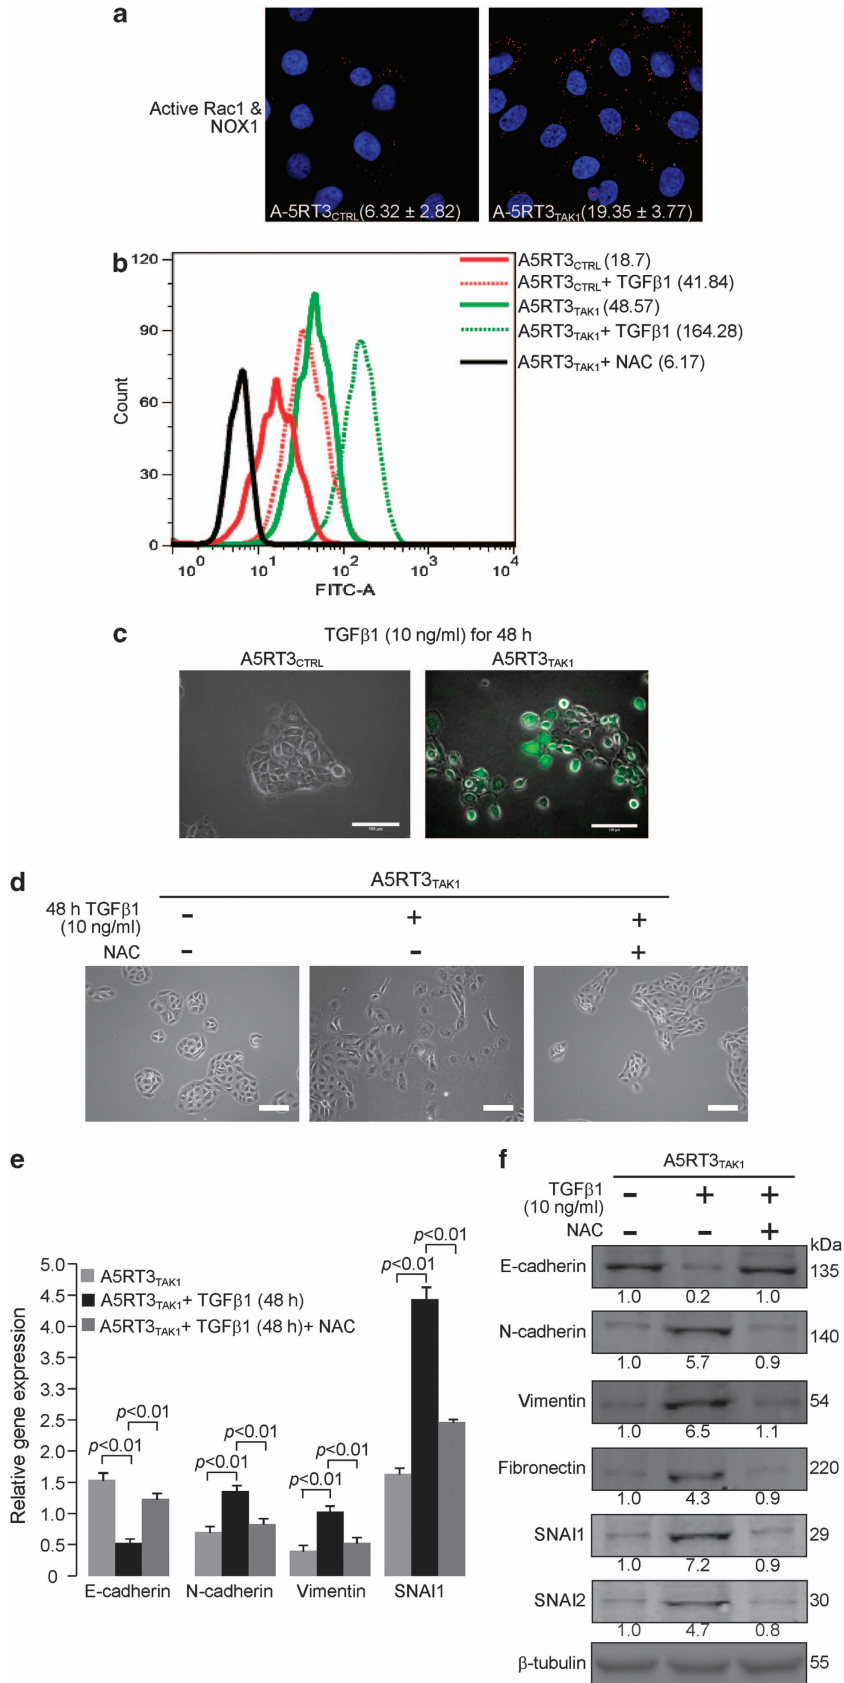 a
Active Rac1 &
NOX1
A-5RT3CTRL(6.32 ± 2.82)
A-5RT3TAK1(19.35 ± 3.77)
b
120
90
60
30
0
Count
10⁰ 10¹ 10² 10³ 10⁴
FITC-A
A5RT3CTRL (18.7)
A5RT3CTRL+ TGFβ1 (41.84)
A5RT3TAK1 (48.57)
A5RT3TAK1+ TGFβ1 (164.28)
A5RT3TAK1+ NAC (6.17)
c
TGFβ1 (10 ng/ml) for 48 h
A5RT3CTRL A5RT3TAK1
d
A5RT3TAK1
48 h TGFβ1
(10 ng/ml) - + +
NAC - - +
e
Relative gene expression
5.0
4.5
4.0
3.5
3.3
2.5
2.0
1.5
1.0
0.5
0
A5RT3TAK1
A5RT3TAK1+ TGFβ1 (48 h)
A5RT3TAK1+ TGFβ1 (48 h)+ NAC
p<0.01
p<0.01
p<0.01
p<0.01
p<0.01
p<0.01
p<0.01
p<0.01
E-cadherin N-cadherin Vimentin SNAI1
f
A5RT3TAK1
TGFβ1 - + +
(10 ng/ml)
NAC - - +
kDa
E-cadherin 135
1.0 0.2 1.0
N-cadherin 140
1.0 5.7 0.9
Vimentin 54
1.0 6.5 1.1
Fibronectin 220
1.0 4.3 0.9
SNAI1 29
1.0 7.2 0.9
SNAI2 30
1.0 4.7 0.8
β-tubulin 55